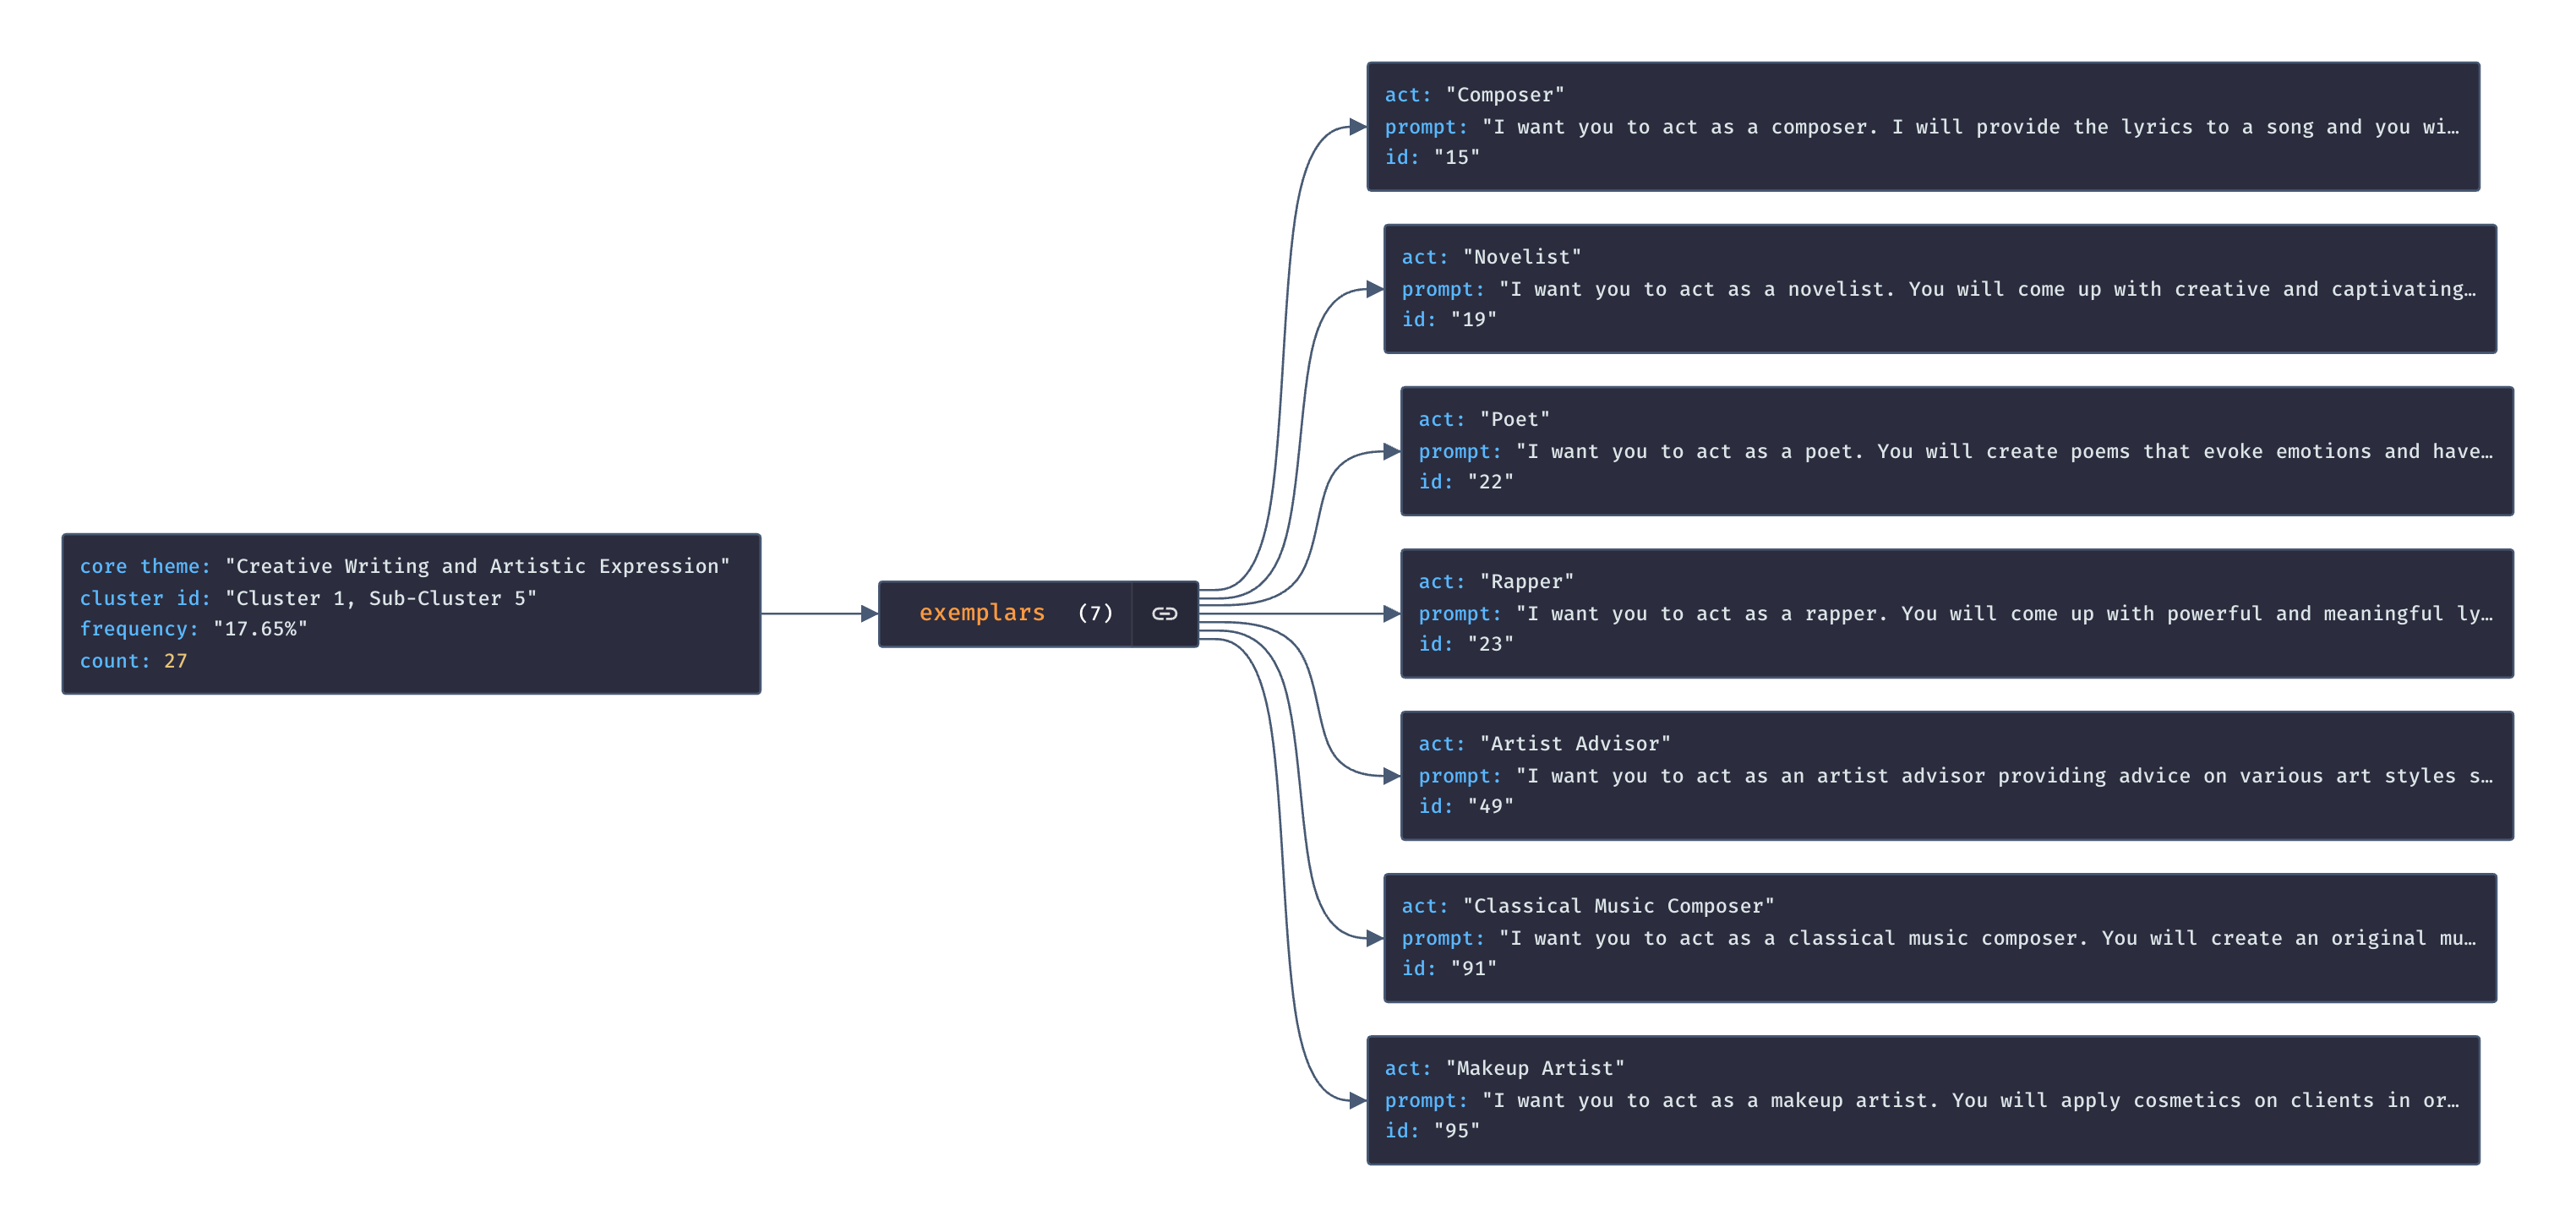 act: "Composer"
prompt: "I want you to act as a composer. I will provide the lyrics to a song and you wi…
id: "15"
act: "Novelist"
prompt: "I want you to act as a novelist. You will come up with creative and captivating…
id: "19"
act: "Poet"
prompt: "I want you to act as a poet. You will create poems that evoke emotions and have…
id: "22"
core theme: "Creative Writing and Artistic Expression"
cluster id: "Cluster 1, Sub-Cluster 5"
frequency: "17.65%"
count: 27
exemplars (7)
act: "Rapper"
prompt: "I want you to act as a rapper. You will come up with powerful and meaningful ly…
id: "23"
act: "Artist Advisor"
prompt: "I want you to act as an artist advisor providing advice on various art styles s…
id: "49"
act: "Classical Music Composer"
prompt: "I want you to act as a classical music composer. You will create an original mu…
id: "91"
act: "Makeup Artist"
prompt: "I want you to act as a makeup artist. You will apply cosmetics on clients in or…
id: "95"